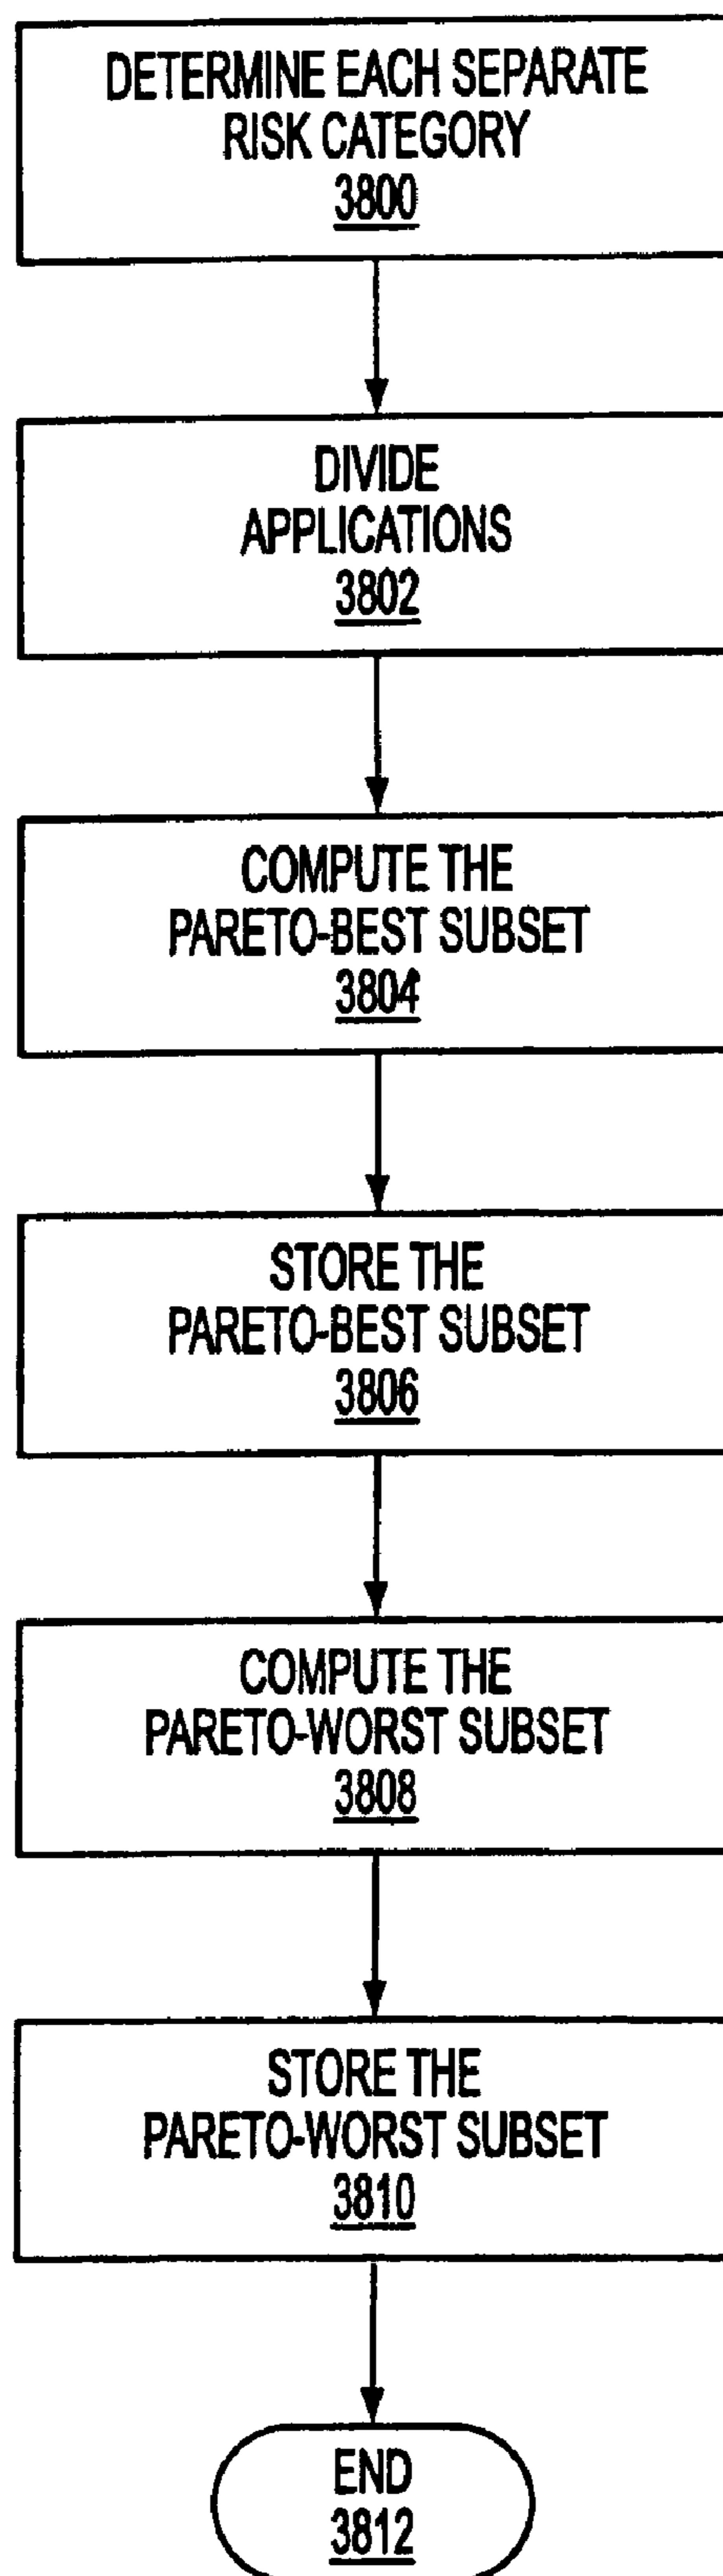 DETERMINE EACH SEPARATE
RISK CATEGORY
3800
DIVIDE
APPLICATIONS
3802
COMPUTE THE
PARETO-BEST SUBSET
3804
STORE THE
PARETO-BEST SUBSET
3806
COMPUTE THE
PARETO-WORST SUBSET
3808
STORE THE
PARETO-WORST SUBSET
3810
END
3812